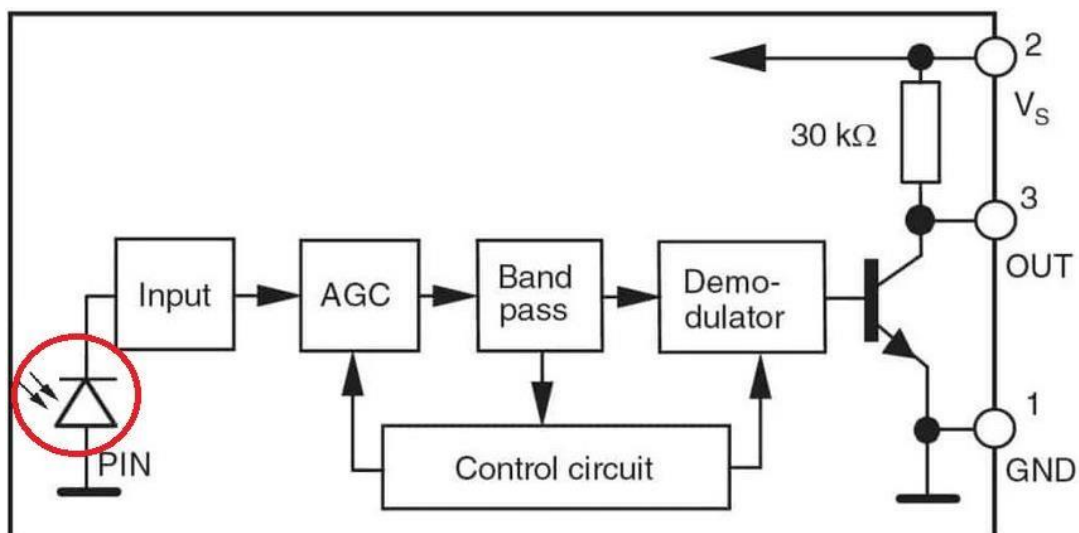 2
V_S
30 kΩ
3
OUT
Input
AGC
Band
pass
Demo-
dulator
1
GND
PIN
Control circuit